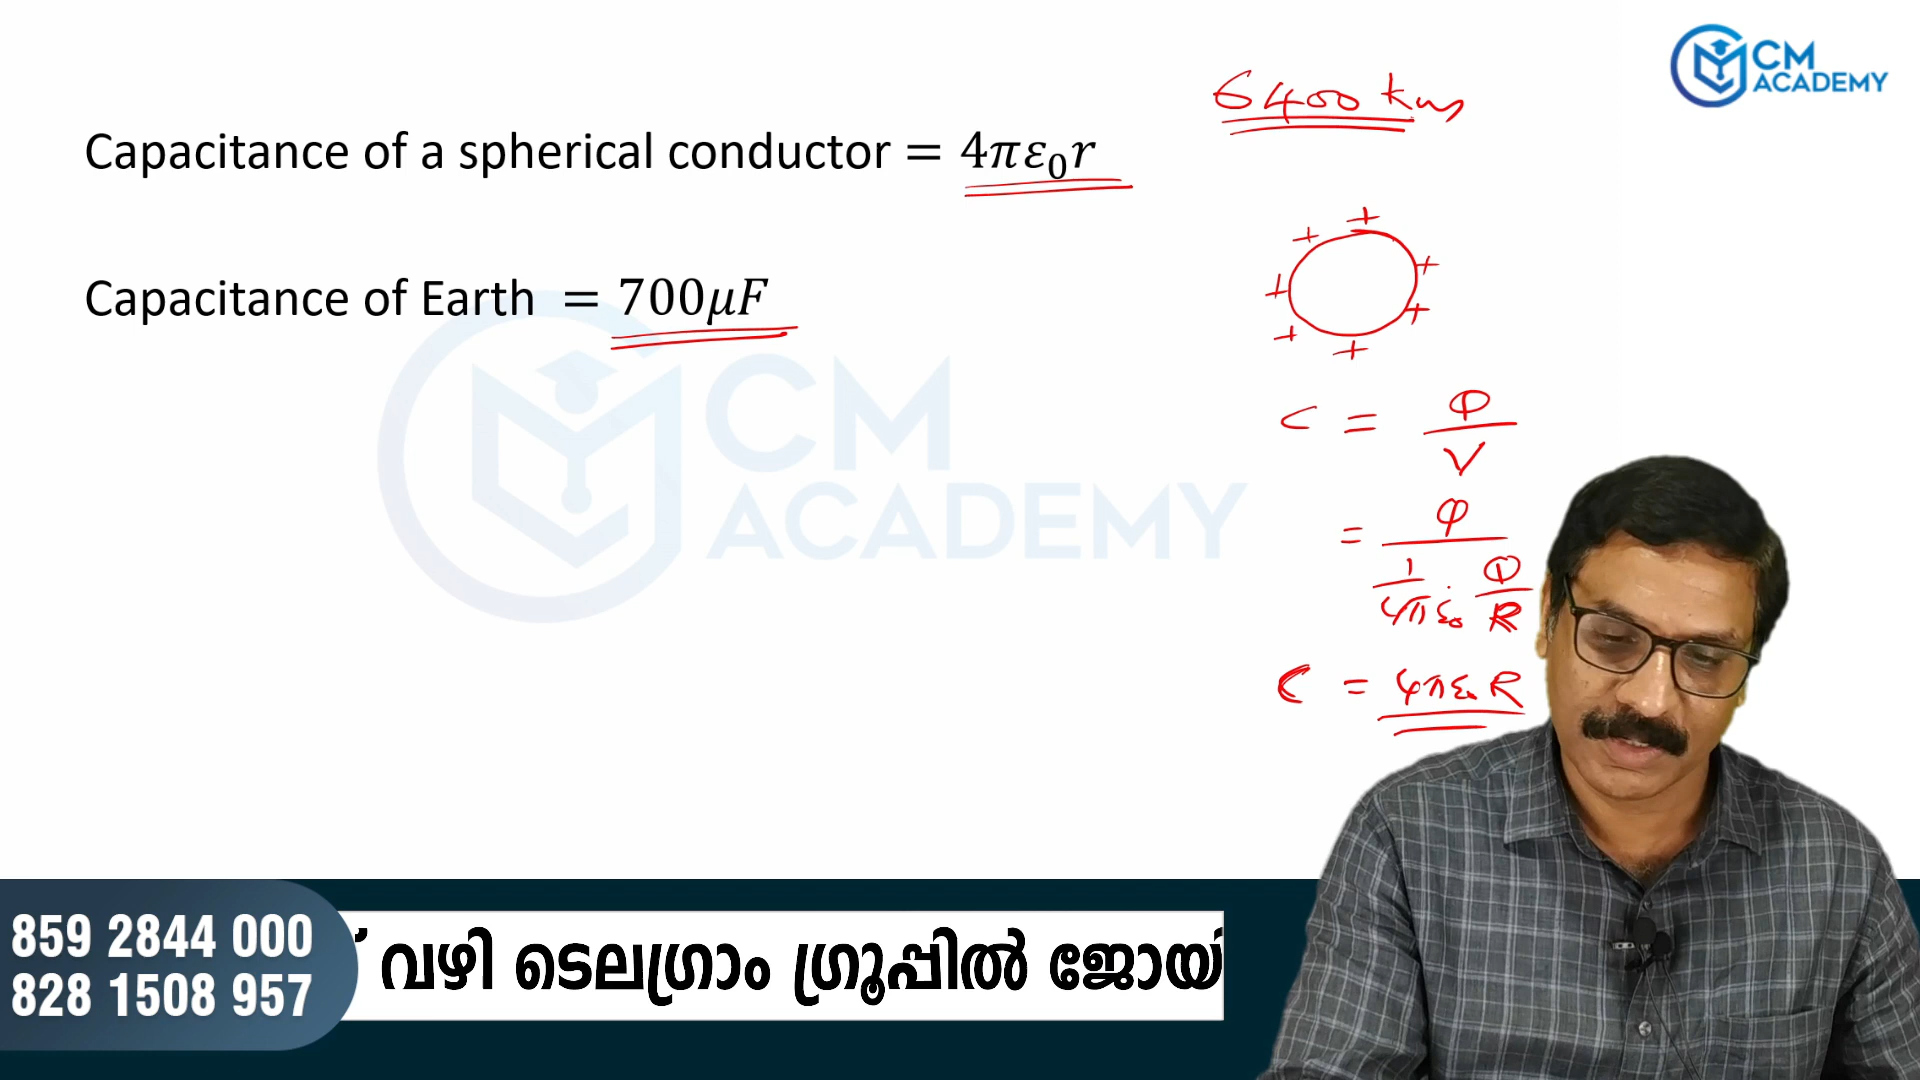 CM
ACADEMY
6400 kms
Capacitance of a spherical conductor = 4πε₀r
Capacitance of Earth = 700μF
+ + + + + + + +
C = Q/V
= Q / (1/4πε₀ · Q/R)
C = 4πε₀R
CM
ACADEMY
859 2844 000
828 1508 957
വഴി ടെലഗ്രാം ഗ്രൂപ്പിൽ ജോയി